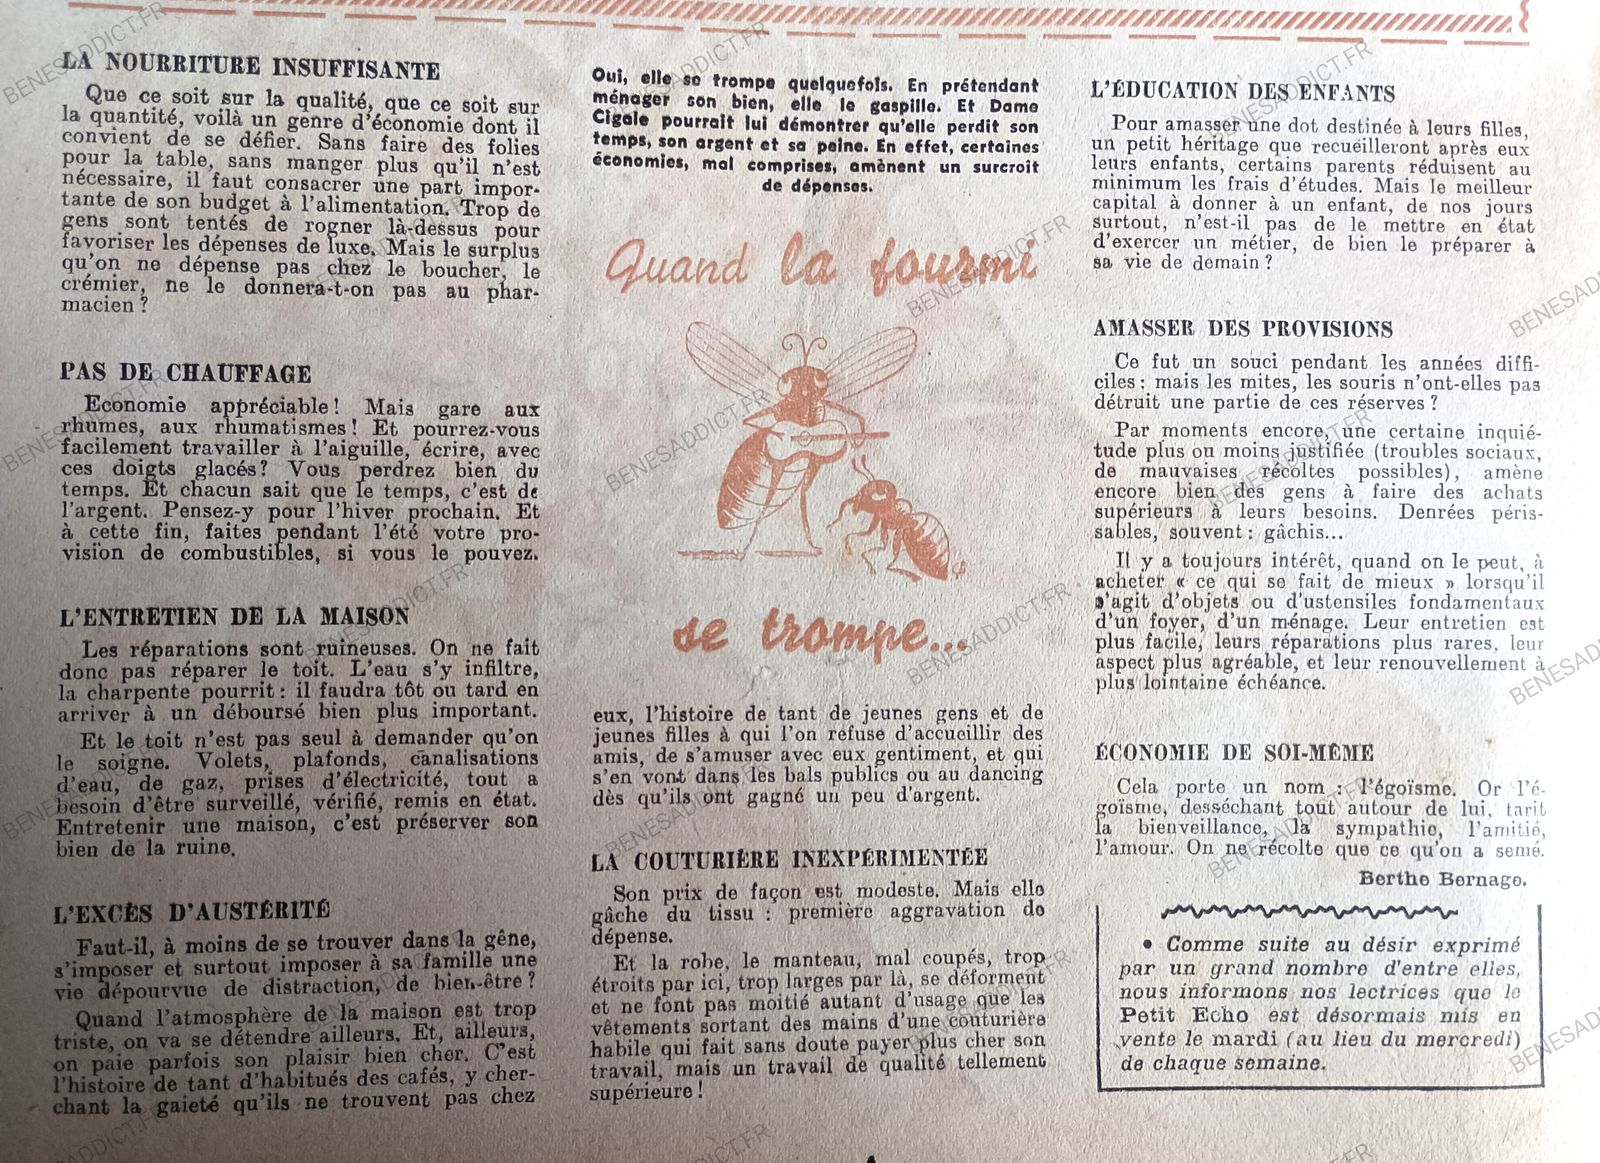 LA NOURRITURE INSUFFISANTE
Que ce soit sur la qualité, que ce soit sur
la quantité, voilà un genre d'économie dont il
convient de se défier. Sans faire des folies
pour la table, sans manger plus qu'il n'est
nécessaire, il faut consacrer une part impor-
tante de son budget à l'alimentation. Trop de
gens sont tentés de rogner là-dessus pour
favoriser les dépenses de luxe. Mais le surplus
qu'on ne dépense pas chez le boucher, le
crémier, ne le donnera-t-on pas au phar-
macien ?
PAS DE CHAUFFAGE
Economie appréciable ! Mais gare aux
rhumes, aux rhumatismes ! Et pourrez-vous
facilement travailler à l'aiguille, écrire, avec
ces doigts glacés ? Vous perdrez bien du
temps. Et chacun sait que le temps, c'est de
l'argent. Pensez-y pour l'hiver prochain. Et
à cette fin, faites pendant l'été votre pro-
vision de combustibles, si vous le pouvez.
L'ENTRETIEN DE LA MAISON
Les réparations sont ruineuses. On ne fait
donc pas réparer le toit. L'eau s'y infiltre,
la charpente pourrit : il faudra tôt ou tard en
arriver à un déboursé bien plus important.
Et le toit n'est pas seul à demander qu'on
le soigne. Volets, plafonds, canalisations
d'eau, de gaz, prises d'électricité, tout a
besoin d'être surveillé, vérifié, remis en état.
Entretenir une maison, c'est préserver son
bien de la ruine.
L'EXCÈS D'AUSTÉRITÉ
Faut-il, à moins de se trouver dans la gêne,
s'imposer et surtout imposer à sa famille une
vie dépourvue de distraction, de bien-être ?
Quand l'atmosphère de la maison est trop
triste, on va se détendre ailleurs. Et, ailleurs,
on paie parfois son plaisir bien cher. C'est
l'histoire de tant d'habitués des cafés, y cher-
chant la gaieté qu'ils ne trouvent pas chez
Oui, elle se trompe quelquefois. En prétendant
ménager son bien, elle le gaspille. Et Dame
Cigale pourrait lui démontrer qu'elle perdit son
temps, son argent et sa peine. En effet, certaines
économies, mal comprises, amènent un surcroît
de dépenses.
Quand la fourmi
se trompe...
eux, l'histoire de tant de jeunes gens et de
jeunes filles à qui l'on refuse d'accueillir des
amis, de s'amuser avec eux gentiment, et qui
s'en vont dans les bals publics ou au dancing
dès qu'ils ont gagné un peu d'argent.
LA COUTURIÈRE INEXPÉRIMENTÉE
Son prix de façon est modeste. Mais elle
gâche du tissu : première aggravation de
dépense.
Et la robe, le manteau, mal coupés, trop
étroits par ici, trop larges par là, se déforment
et ne font pas moitié autant d'usage que les
vêtements sortant des mains d'une couturière
habile qui fait sans doute payer plus cher son
travail, mais un travail de qualité tellement
supérieure !
L'ÉDUCATION DES ENFANTS
Pour amasser une dot destinée à leurs filles,
un petit héritage que recueilleront après eux
leurs enfants, certains parents réduisent au
minimum les frais d'études. Mais le meilleur
capital à donner à un enfant, de nos jours
surtout, n'est-il pas de le mettre en état
d'exercer un métier, de bien le préparer à
sa vie de demain ?
AMASSER DES PROVISIONS
Ce fut un souci pendant les années diffi-
ciles : mais les mites, les souris n'ont-elles pas
détruit une partie de ces réserves ?
Par moments encore, une certaine inquié-
tude plus ou moins justifiée (troubles sociaux,
de mauvaises récoltes possibles), amène
encore bien des gens à faire des achats
supérieurs à leurs besoins. Denrées péris-
sables, souvent : gâchis...
Il y a toujours intérêt, quand on le peut, à
acheter « ce qui se fait de mieux » lorsqu'il
s'agit d'objets ou d'ustensiles fondamentaux
d'un foyer, d'un ménage. Leur entretien est
plus facile, leurs réparations plus rares, leur
aspect plus agréable, et leur renouvellement à
plus lointaine échéance.
ÉCONOMIE DE SOI-MÊME
Cela porte un nom : l'égoïsme. Or l'é-
goïsme, desséchant tout autour de lui, tarit
la bienveillance, la sympathie, l'amitié,
l'amour. On ne récolte que ce qu'on a semé.
Berthe Bernage.
• Comme suite au désir exprimé
par un grand nombre d'entre elles,
nous informons nos lectrices que le
Petit Echo est désormais mis en
vente le mardi (au lieu du mercredi)
de chaque semaine.
BENESADDICT.FR